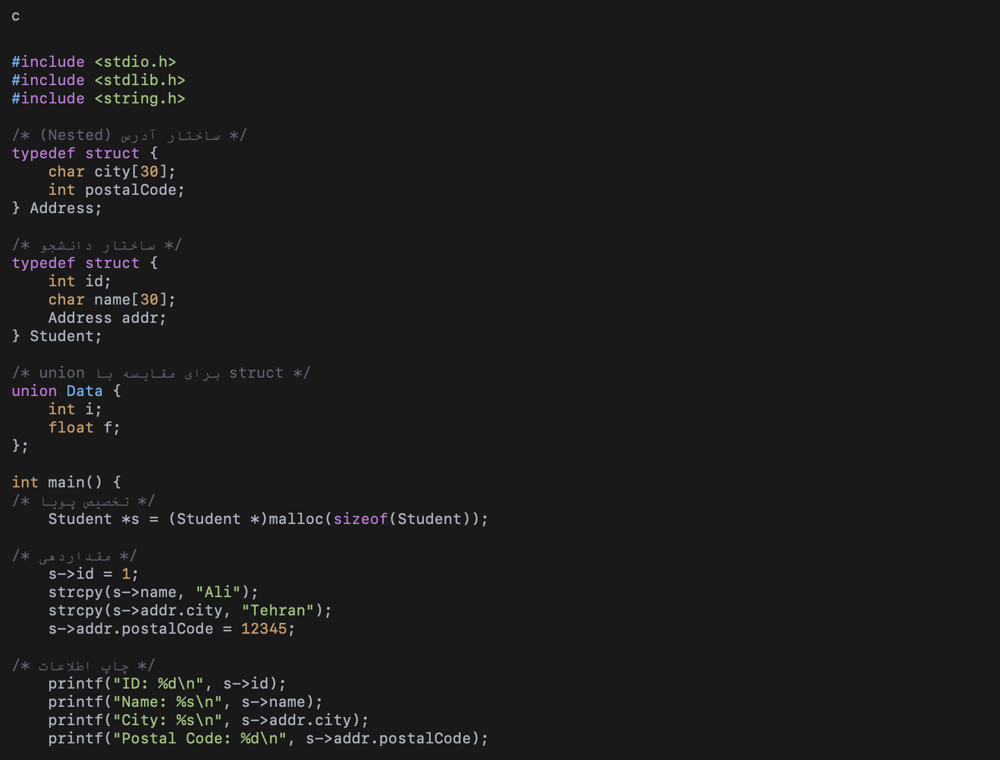 c
#include <stdio.h>
#include <stdlib.h>
#include <string.h>
/* ساختار آدرس (Nested) */
typedef struct {
    char city[30];
    int postalCode;
} Address;
/* ساختار دانشجو */
typedef struct {
    int id;
    char name[30];
    Address addr;
} Student;
/* union برای مقایسه با struct */
union Data {
    int i;
    float f;
};
int main() {
/* تخصیص پویا */
    Student *s = (Student *)malloc(sizeof(Student));
/* مقداردهی */
    s->id = 1;
    strcpy(s->name, "Ali");
    strcpy(s->addr.city, "Tehran");
    s->addr.postalCode = 12345;
/* چاپ اطلاعات */
    printf("ID: %d\n", s->id);
    printf("Name: %s\n", s->name);
    printf("City: %s\n", s->addr.city);
    printf("Postal Code: %d\n", s->addr.postalCode);